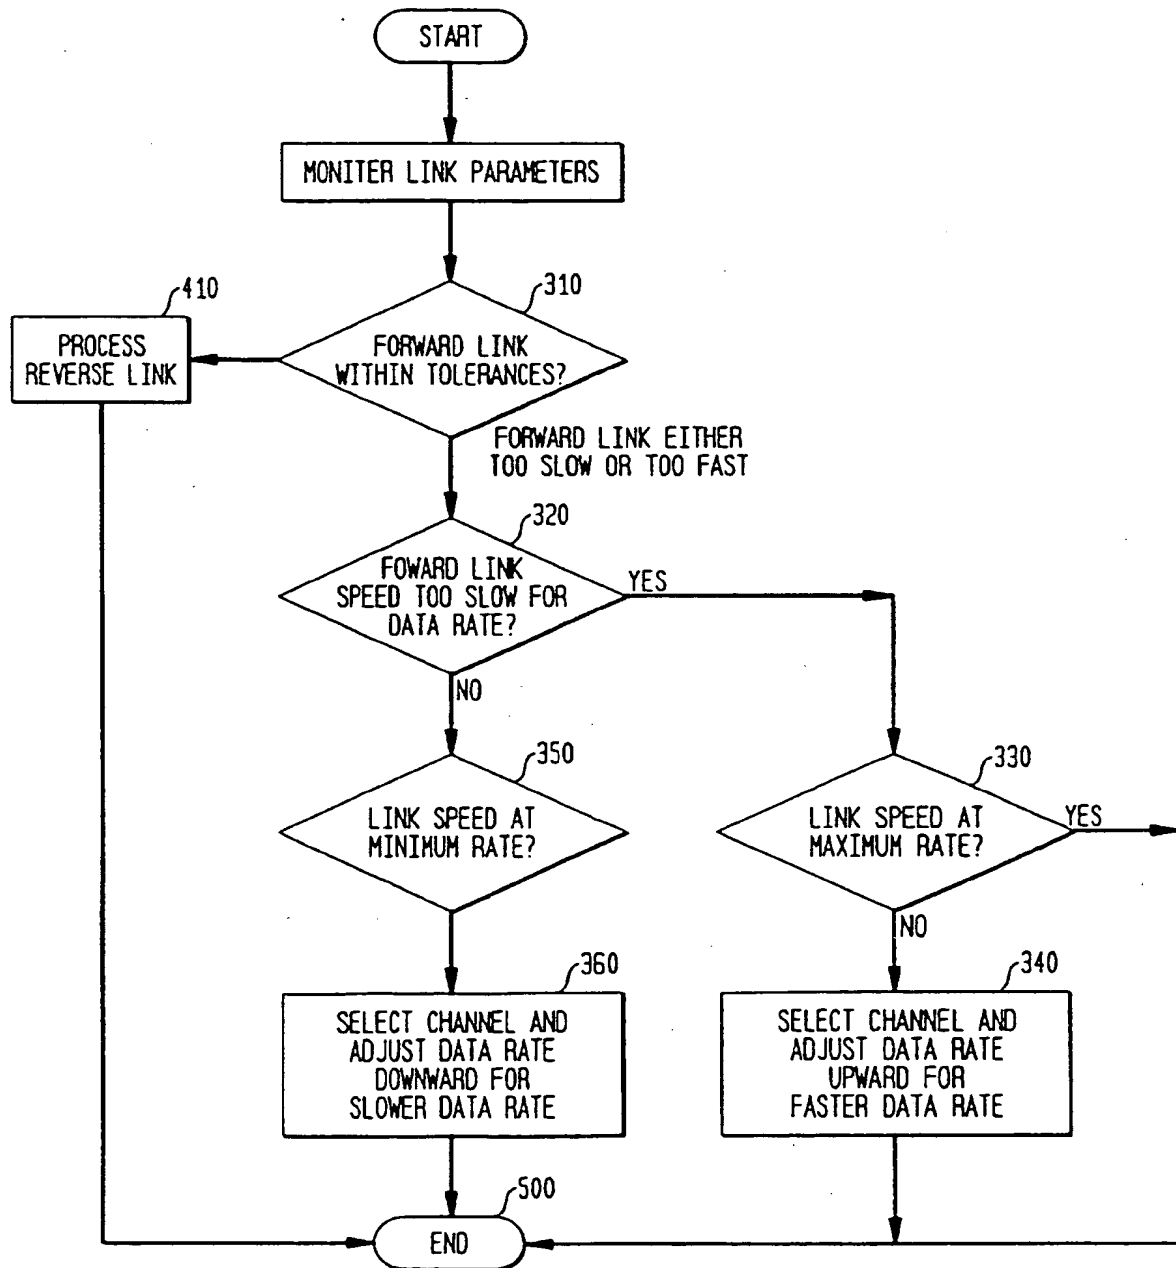 START
MONITER LINK PARAMETERS
310
FORWARD LINK
WITHIN TOLERANCES?
410
PROCESS
REVERSE LINK
FORWARD LINK EITHER
TOO SLOW OR TOO FAST
320
FOWARD LINK
SPEED TOO SLOW FOR
DATA RATE?
YES
NO
350
LINK SPEED AT
MINIMUM RATE?
330
LINK SPEED AT
MAXIMUM RATE?
YES
NO
360
SELECT CHANNEL AND
ADJUST DATA RATE
DOWNWARD FOR
SLOWER DATA RATE
340
SELECT CHANNEL AND
ADJUST DATA RATE
UPWARD FOR
FASTER DATA RATE
500
END